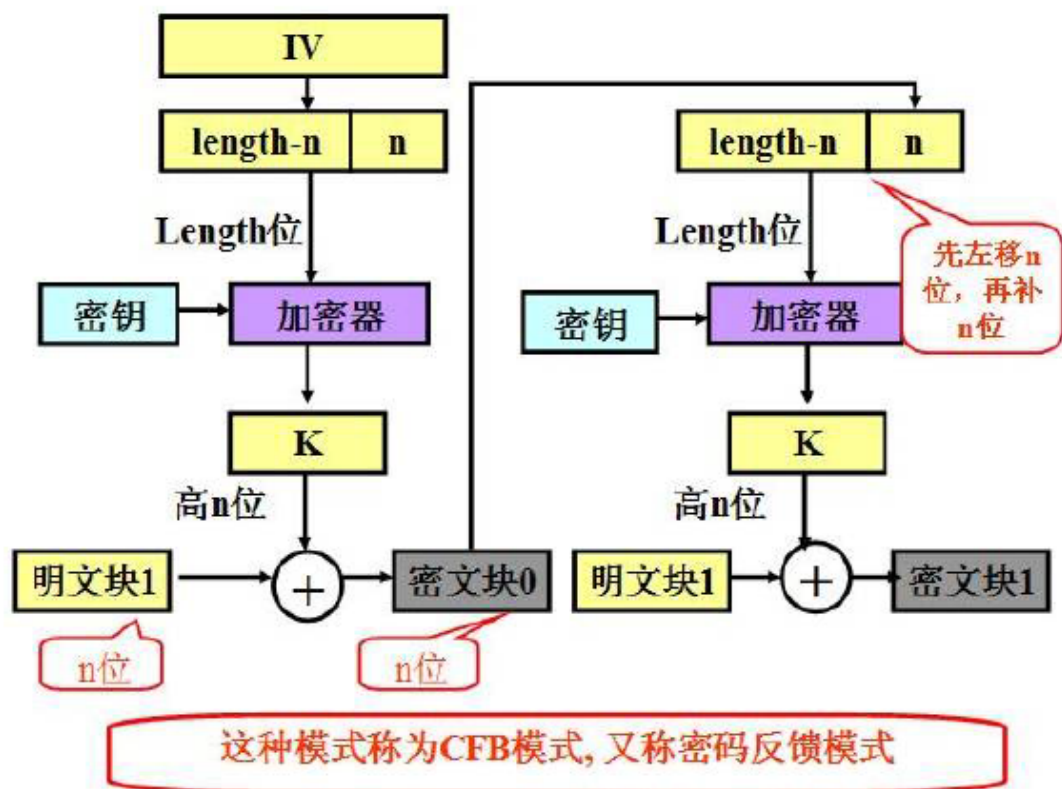 IV
length-n n
Length位
密钥 加密器
K
高n位
明文块1 + 密文块0
n位 n位
length-n n
Length位
先左移n
位，再补
n位
密钥 加密器
K
高n位
明文块1 + 密文块1
这种模式称为CFB模式, 又称密码反馈模式